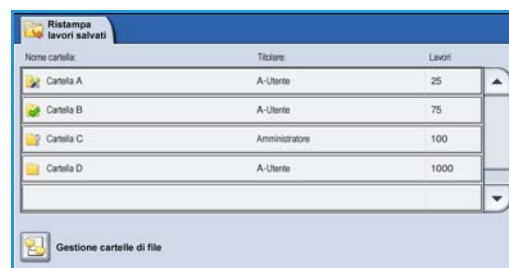 Ristampa
lavori salvati
Nome cartella: Titolare: Lavori
Cartella A A-Utente 25
Cartella B A-Utente 75
Cartella C Amministratore 100
Cartella D A-Utente 1000
Gestione cartelle di file